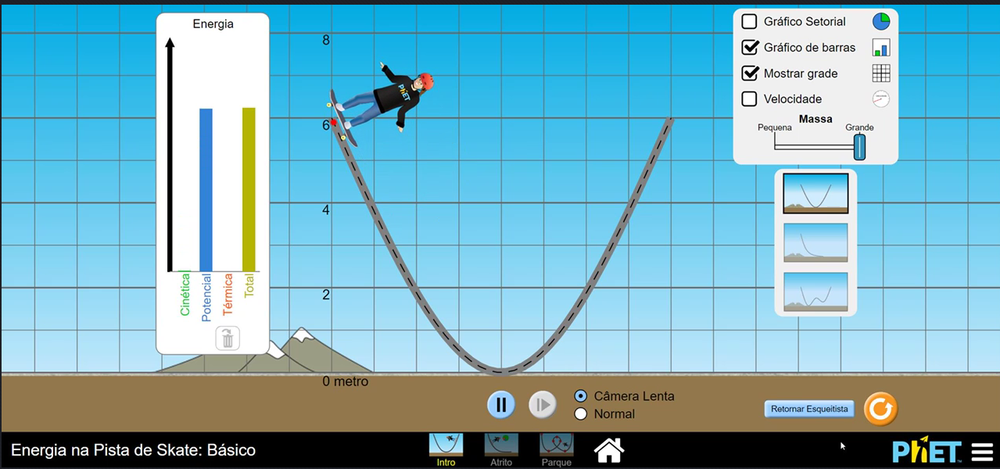 Energia
Cinética
Potencial
Térmica
Total
8
6
4
2
0 metro
PhET
Gráfico Setorial
Gráfico de barras
Mostrar grade
Velocidade
Massa
Pequena
Grande
Câmera Lenta
Normal
Retornar Esqueitista
Energia na Pista de Skate: Básico
Intro
Atrito
Parque
PhET